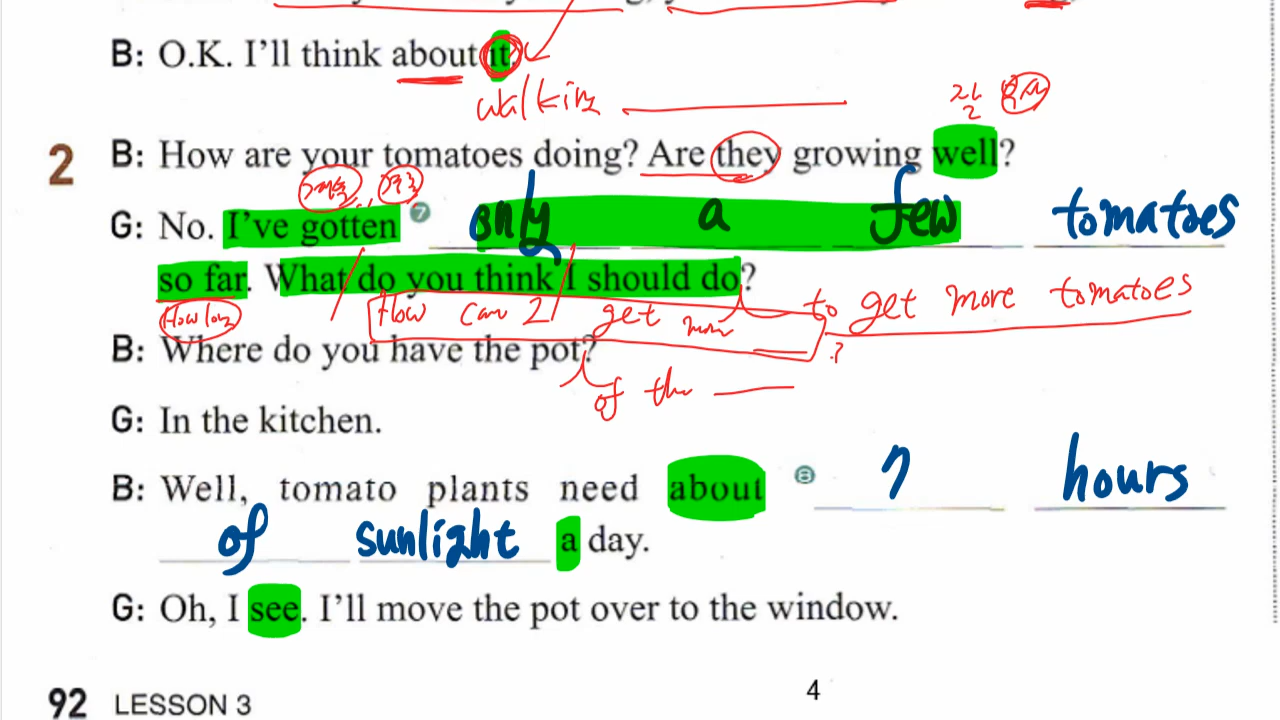 B: O.K. I'll think about it.
walking
2 B: How are your tomatoes doing? Are they growing well?
G: No. I've gotten ⑦ only a few tomatoes
so far. What do you think I should do?
to get more tomatoes
How long
How can I get more ?
B: Where do you have the pot?
of the
G: In the kitchen.
B: Well, tomato plants need about ⑧ 7 hours
of sunlight a day.
G: Oh, I see. I'll move the pot over to the window.
92 LESSON 3
4